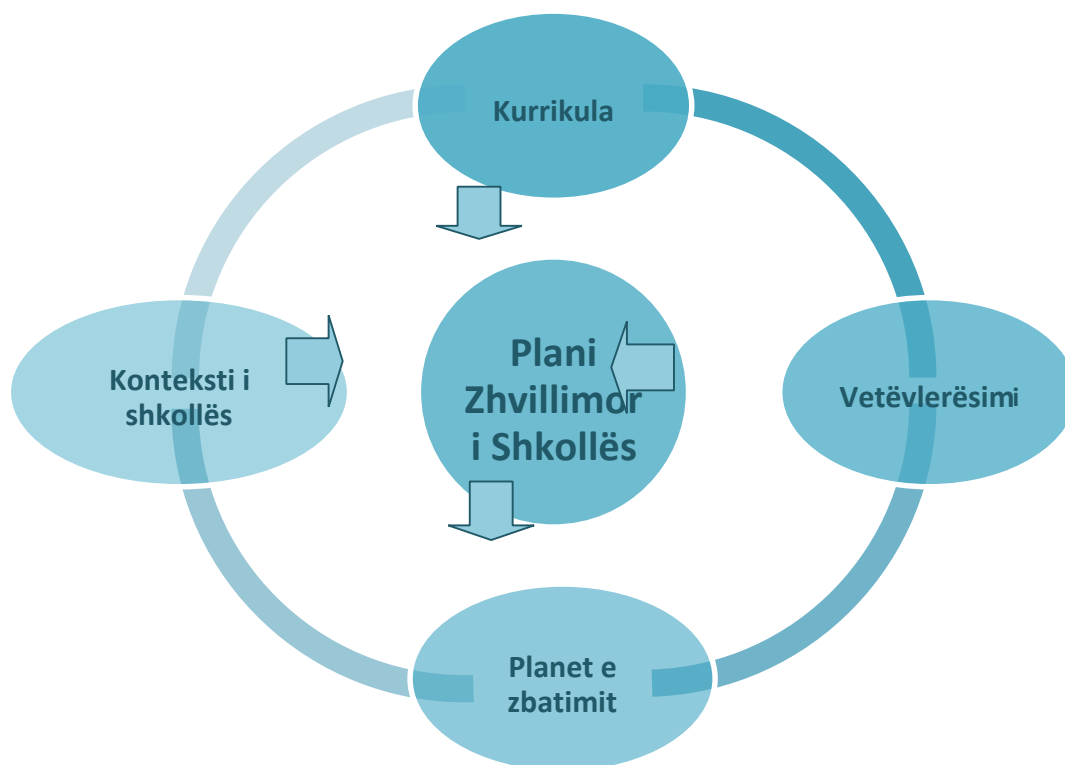 Kurrikula
Konteksti i
shkollës
Plani
Zhvillimor
i Shkollës
Vetëvlerësimi
Planet e
zbatimit